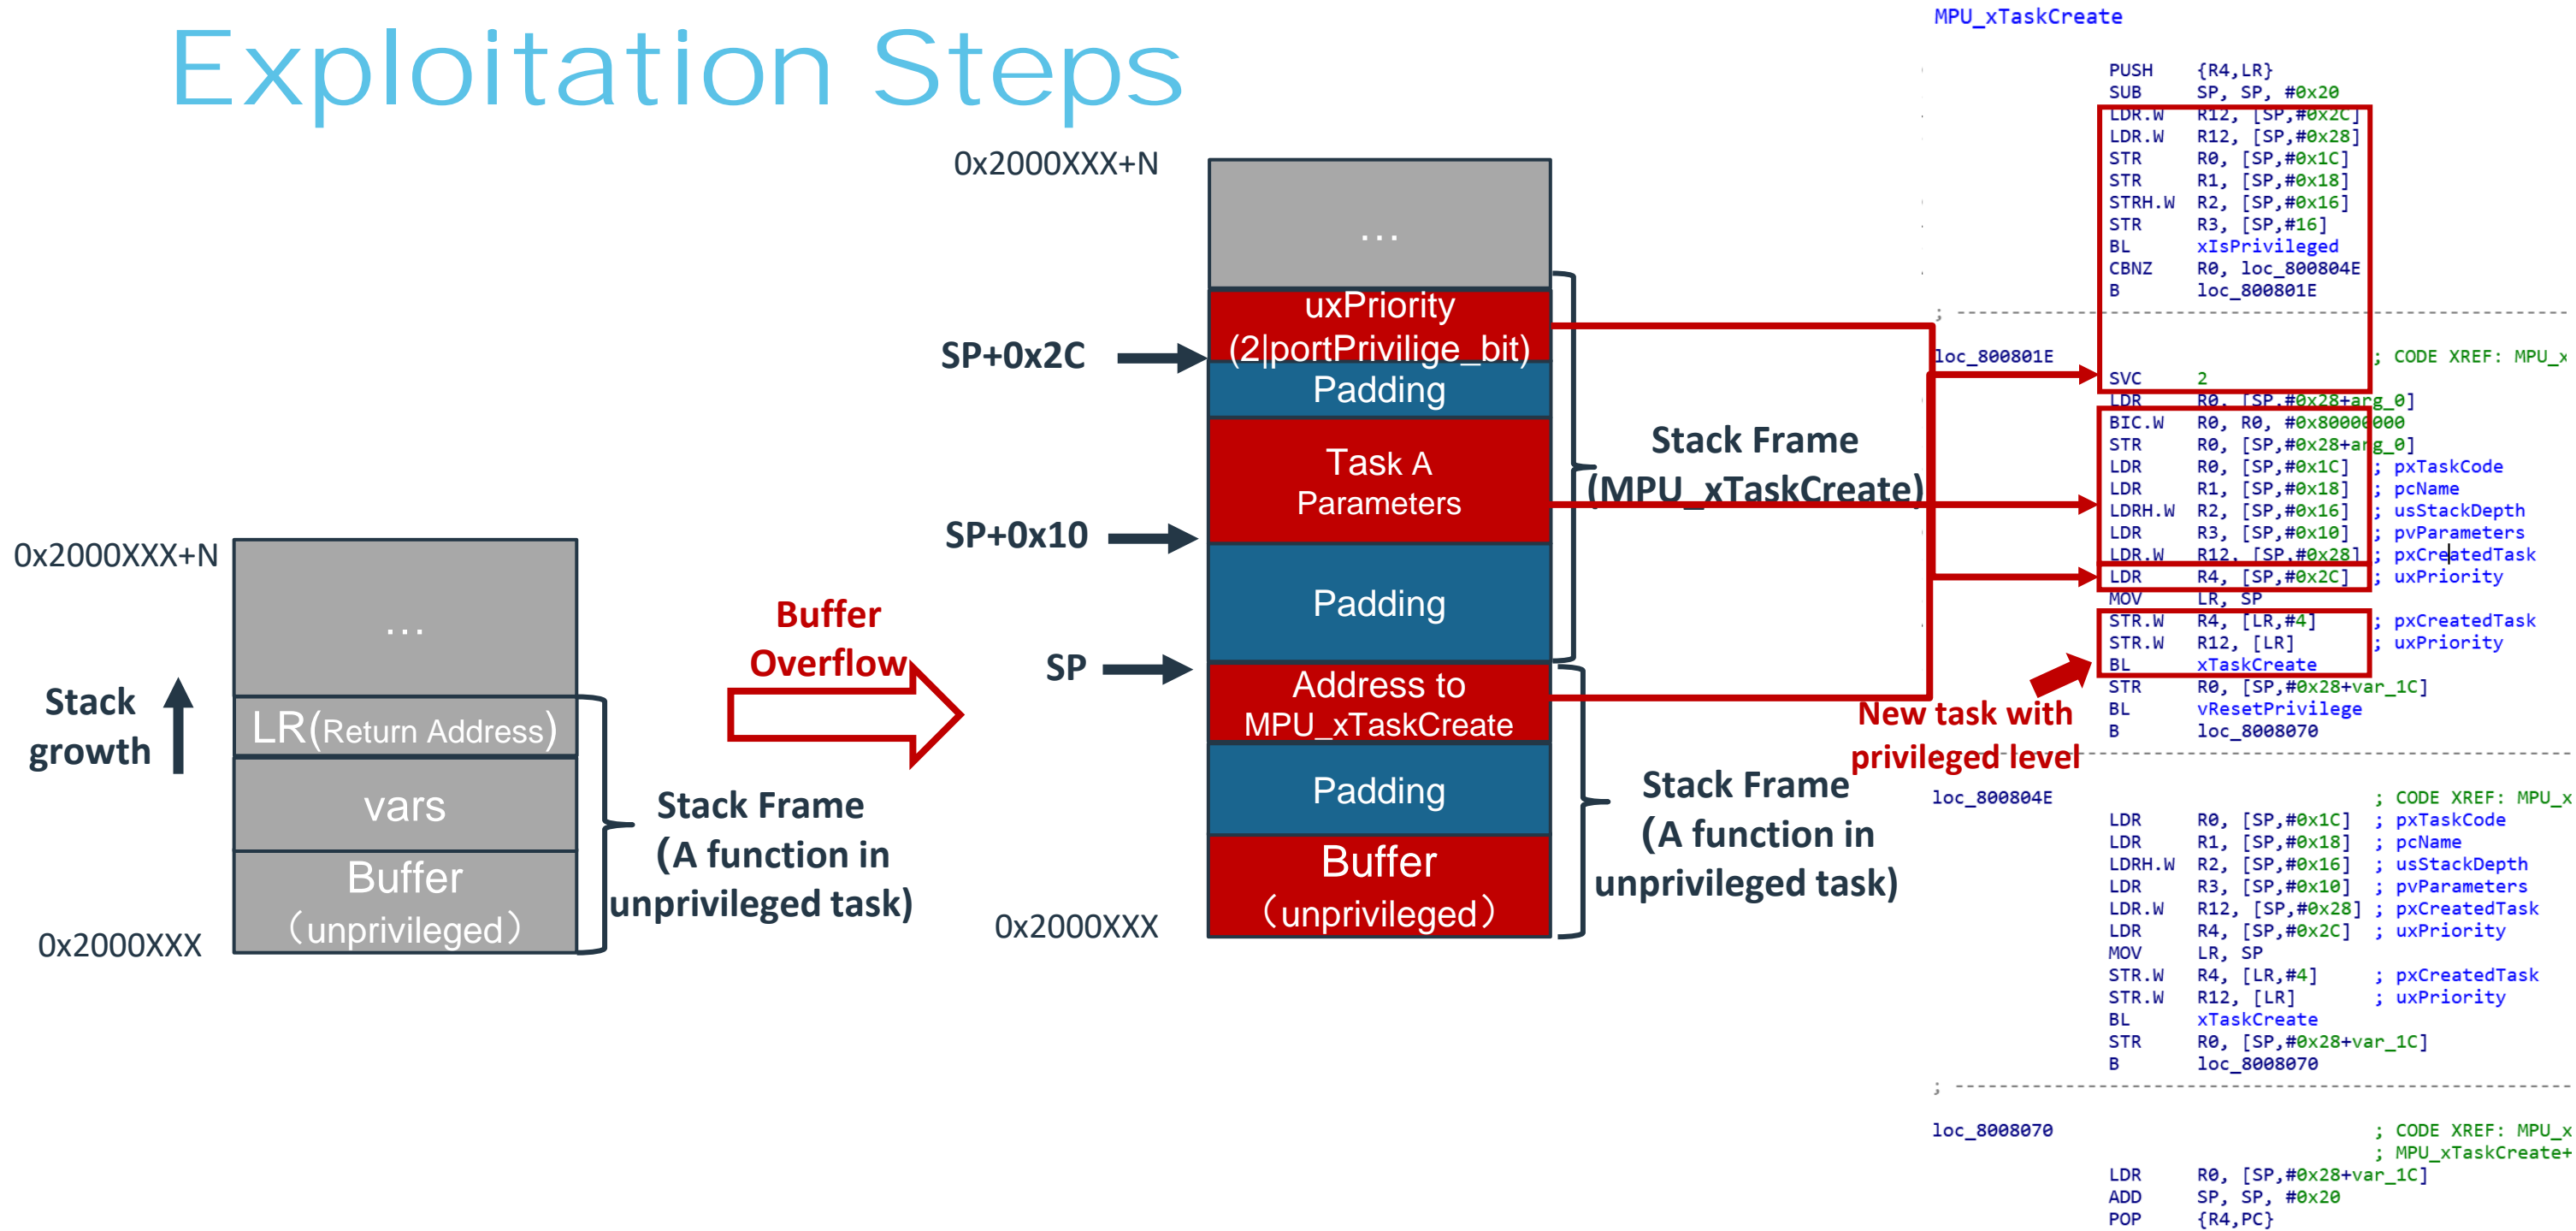 Exploitation Steps
0x2000XXX+N
...
LR(Return Address)
vars
Buffer
(unprivileged)
0x2000XXX
Stack
growth
Stack Frame
(A function in
unprivileged task)
Buffer
Overflow
0x2000XXX+N
...
uxPriority
(2|portPrivilige_bit)
SP+0x2C
Padding
Task A
Parameters
SP+0x10
Padding
SP
Address to
MPU_xTaskCreate
Padding
Buffer
(unprivileged)
0x2000XXX
Stack Frame
(MPU_xTaskCreate)
Stack Frame
(A function in
unprivileged task)
New task with
privileged level
MPU_xTaskCreate
PUSH {R4,LR}
SUB SP, SP, #0x20
LDR.W R12, [SP,#0x2C]
LDR.W R12, [SP,#0x28]
STR R0, [SP,#0x1C]
STR R1, [SP,#0x18]
STRH.W R2, [SP,#0x16]
STR R3, [SP,#16]
BL xIsPrivileged
CBNZ R0, loc_800804E
B loc_800801E
; ---------------------------------------------------------
loc_800801E ; CODE XREF: MPU_x
SVC 2
LDR R0, [SP,#0x28+arg_0]
BIC.W R0, R0, #0x80000000
STR R0, [SP,#0x28+arg_0]
LDR R0, [SP,#0x1C] ; pxTaskCode
LDR R1, [SP,#0x18] ; pcName
LDRH.W R2, [SP,#0x16] ; usStackDepth
LDR R3, [SP,#0x10] ; pvParameters
LDR.W R12, [SP,#0x28] ; pxCreatedTask
LDR R4, [SP,#0x2C] ; uxPriority
MOV LR, SP
STR.W R4, [LR,#4] ; pxCreatedTask
STR.W R12, [LR] ; uxPriority
BL xTaskCreate
STR R0, [SP,#0x28+var_1C]
BL vResetPrivilege
B loc_8008070
---------------------------------------------------------
loc_800804E ; CODE XREF: MPU_x
LDR R0, [SP,#0x1C] ; pxTaskCode
LDR R1, [SP,#0x18] ; pcName
LDRH.W R2, [SP,#0x16] ; usStackDepth
LDR R3, [SP,#0x10] ; pvParameters
LDR.W R12, [SP,#0x28] ; pxCreatedTask
LDR R4, [SP,#0x2C] ; uxPriority
MOV LR, SP
STR.W R4, [LR,#4] ; pxCreatedTask
STR.W R12, [LR] ; uxPriority
BL xTaskCreate
STR R0, [SP,#0x28+var_1C]
B loc_8008070
; ---------------------------------------------------------
loc_8008070 ; CODE XREF: MPU_x
; MPU_xTaskCreate+
LDR R0, [SP,#0x28+var_1C]
ADD SP, SP, #0x20
POP {R4,PC}